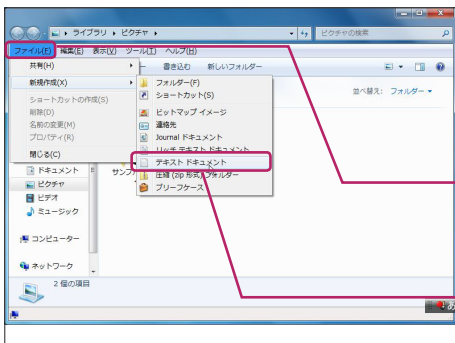 ライブラリ ▸ ピクチャ ▸
ピクチャの検索
ファイル(F) 編集(E) 表示(V) ツール(T) ヘルプ(H)
共有(H)
書き込む 新しいフォルダー
新規作成(X)
フォルダー(F)
ショートカット(S)
並べ替え: フォルダー
ショートカットの作成(S)
削除(D)
名前の変更(M)
プロパティ(R)
閉じる(C)
ビットマップ イメージ
連絡先
Journal ドキュメント
リッチ テキスト ドキュメント
テキスト ドキュメント
圧縮 (zip 形式) フォルダー
ブリーフケース
ドキュメント
サンプ
ピクチャ
ビデオ
ミュージック
コンピューター
ネットワーク
2 個の項目
あ